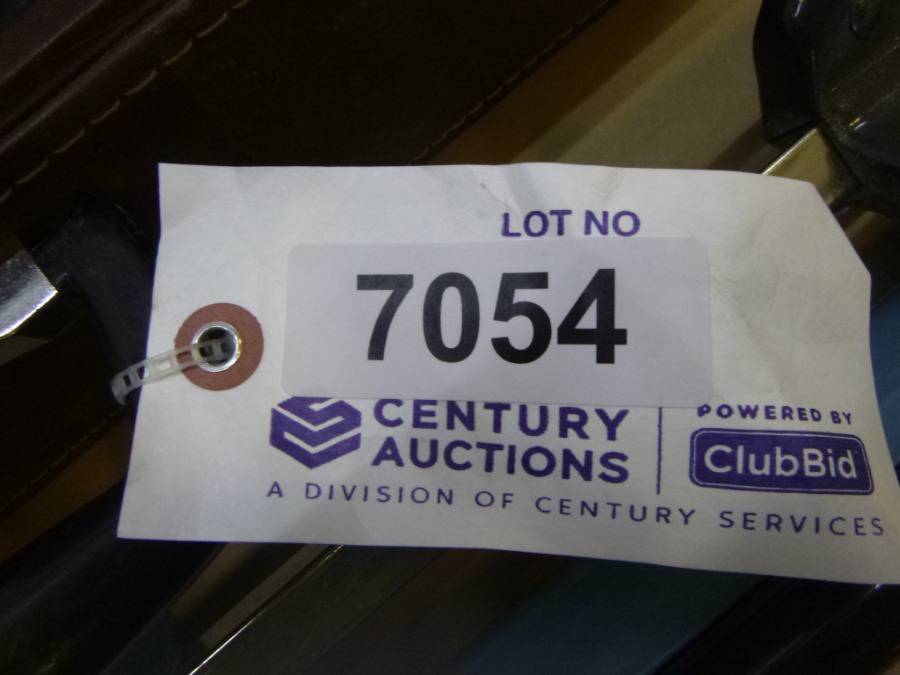 LOT NO
7054
CENTURY
AUCTIONS
POWERED BY
ClubBid
A DIVISION OF CENTURY SERVICES